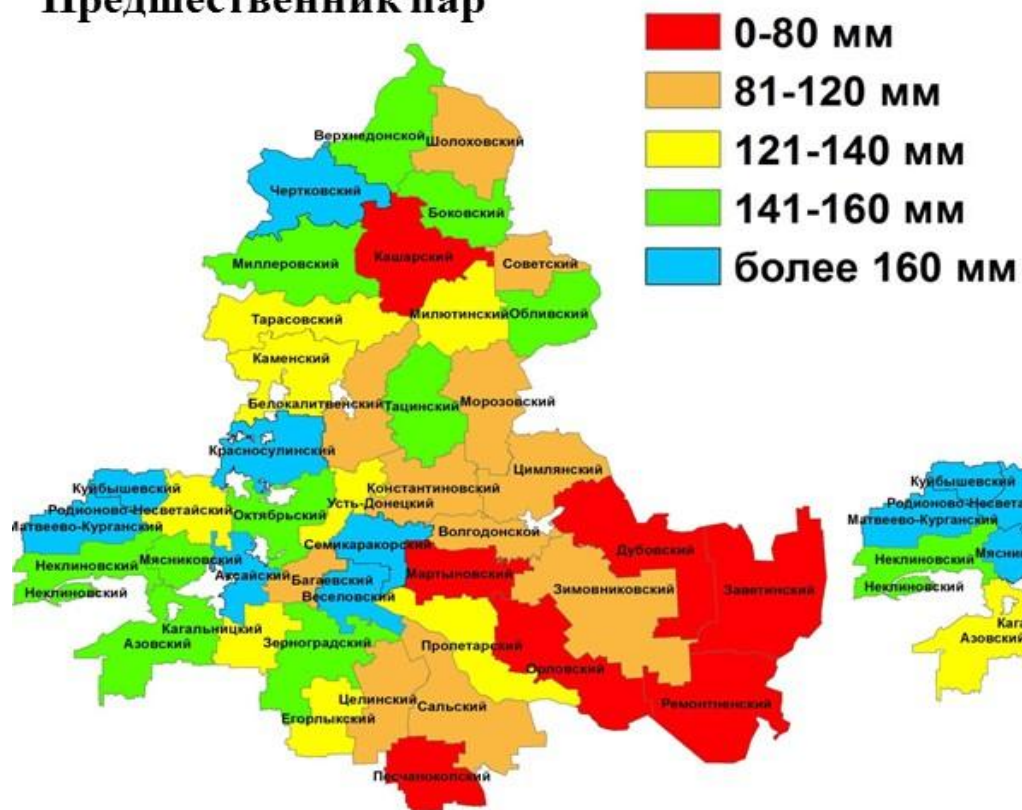 Предшественник пар
0-80 мм
81-120 мм
121-140 мм
141-160 мм
более 160 мм
Верхнедонской
Шолоховский
Чертковский
Боковский
Миллеровский
Кашарский
Советский
Тарасовский
Милютинский
Обливский
Каменский
Белокалитвенский
Тацинский
Морозовский
Красносулинский
Цимлянский
Куйбышевский
Константиновский
Родионово-Несветайский
Усть-Донецкий
Октябрьский
Матвеево-Курганский
Волгодонской
Семикаракорский
Дубовский
Неклиновский
Мясниковский
Аксайский
Багаевский
Мартыновский
Зимовниковский
Заветинский
Неклиновский
Веселовский
Кагальницкий
Азовский
Зерноградский
Пролетарский
Орловский
Целинский
Сальский
Ремонтненский
Егорлыкский
Песчанокопский
Куйбышевский
Матвеево-Курганский
Неклиновский
Неклиновский
Азовский